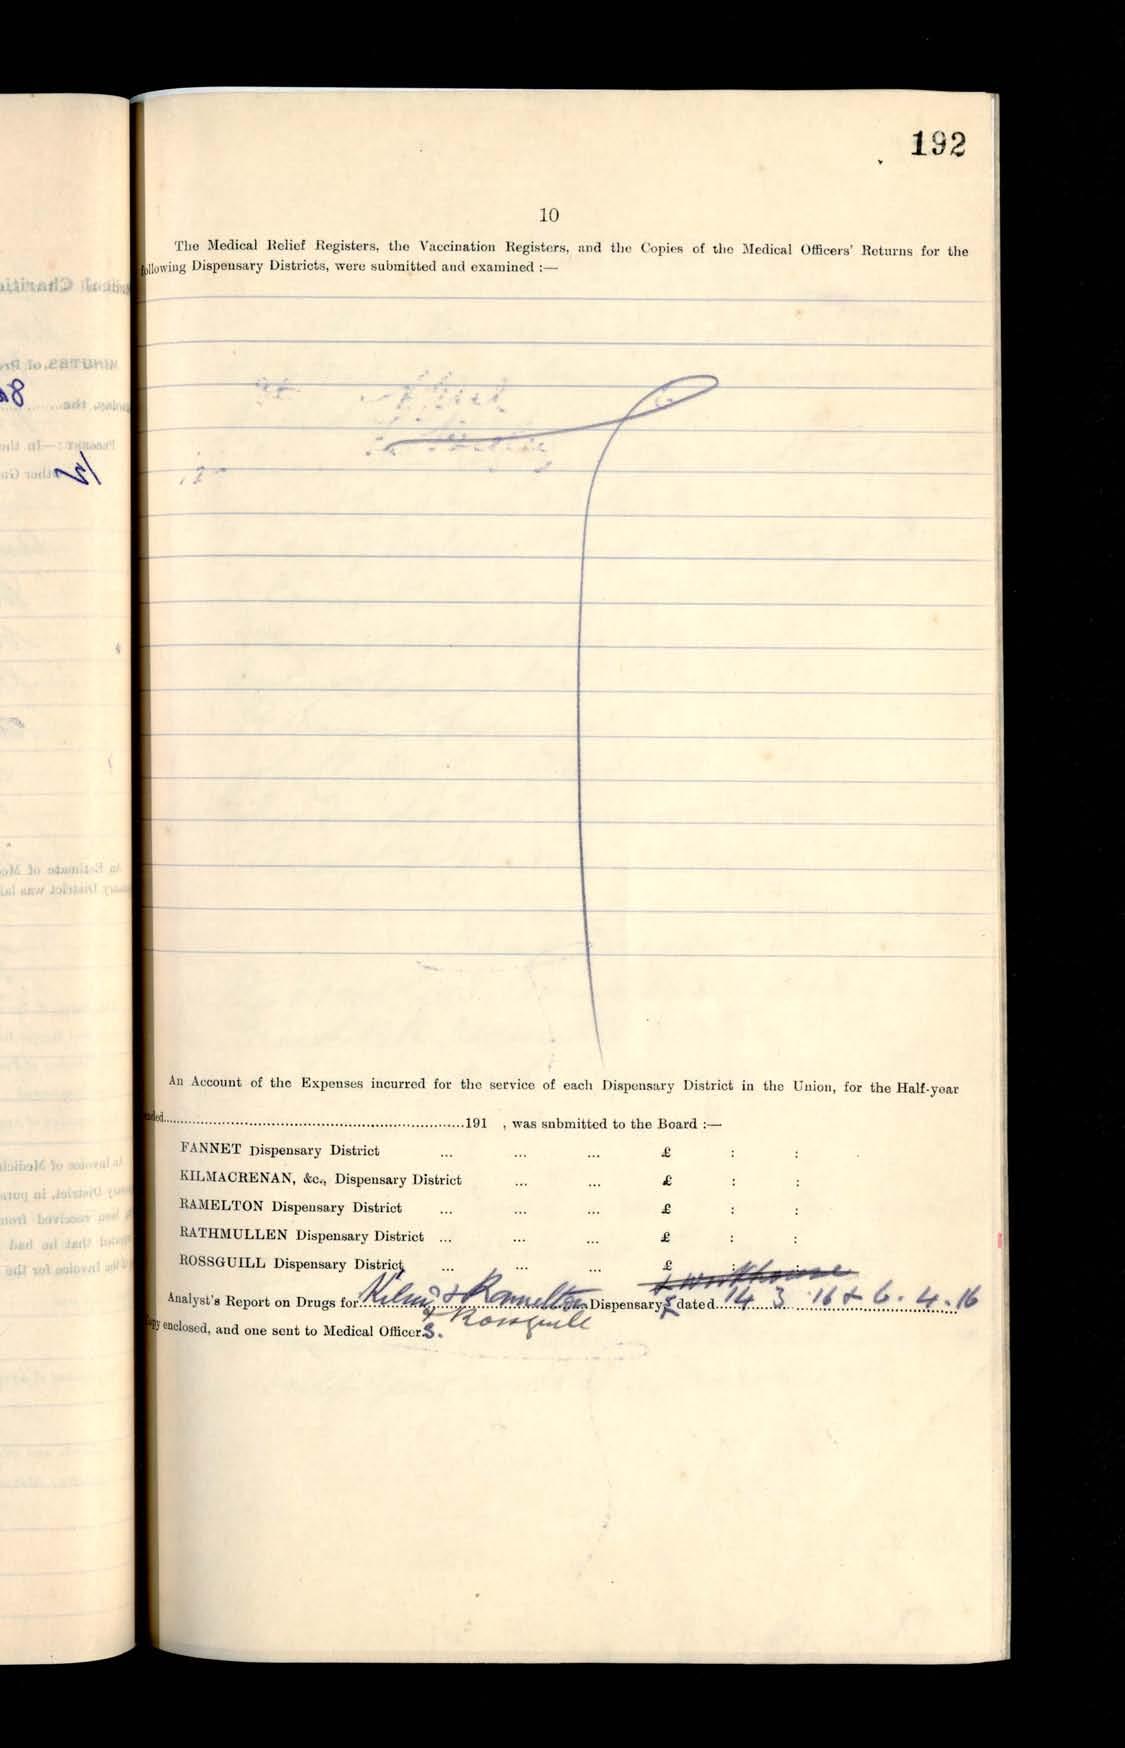 192
10
The Medical Relief Registers, the Vaccination Registers, and the Copies of the Medical Officers' Returns for the
following Dispensary Districts, were submitted and examined :—
An Account of the Expenses incurred for the service of each Dispensary District in the Union, for the Half-year
ended..............................191 , was submitted to the Board :—
FANNET Dispensary District ... ... ... £ : :
KILMACRENAN, &c., Dispensary District ... ... £ : :
RAMELTON Dispensary District ... ... ... £ : :
RATHMULLEN Dispensary District ... ... ... £ : :
ROSSGUILL Dispensary District ... ... ... £ : :
& Workhouse
Analyst's Report on Drugs for & Ramelton Dispensary dated 14 3 16 & 6 . 4 . 16
& Rossguill
copy enclosed, and one sent to Medical Officers.